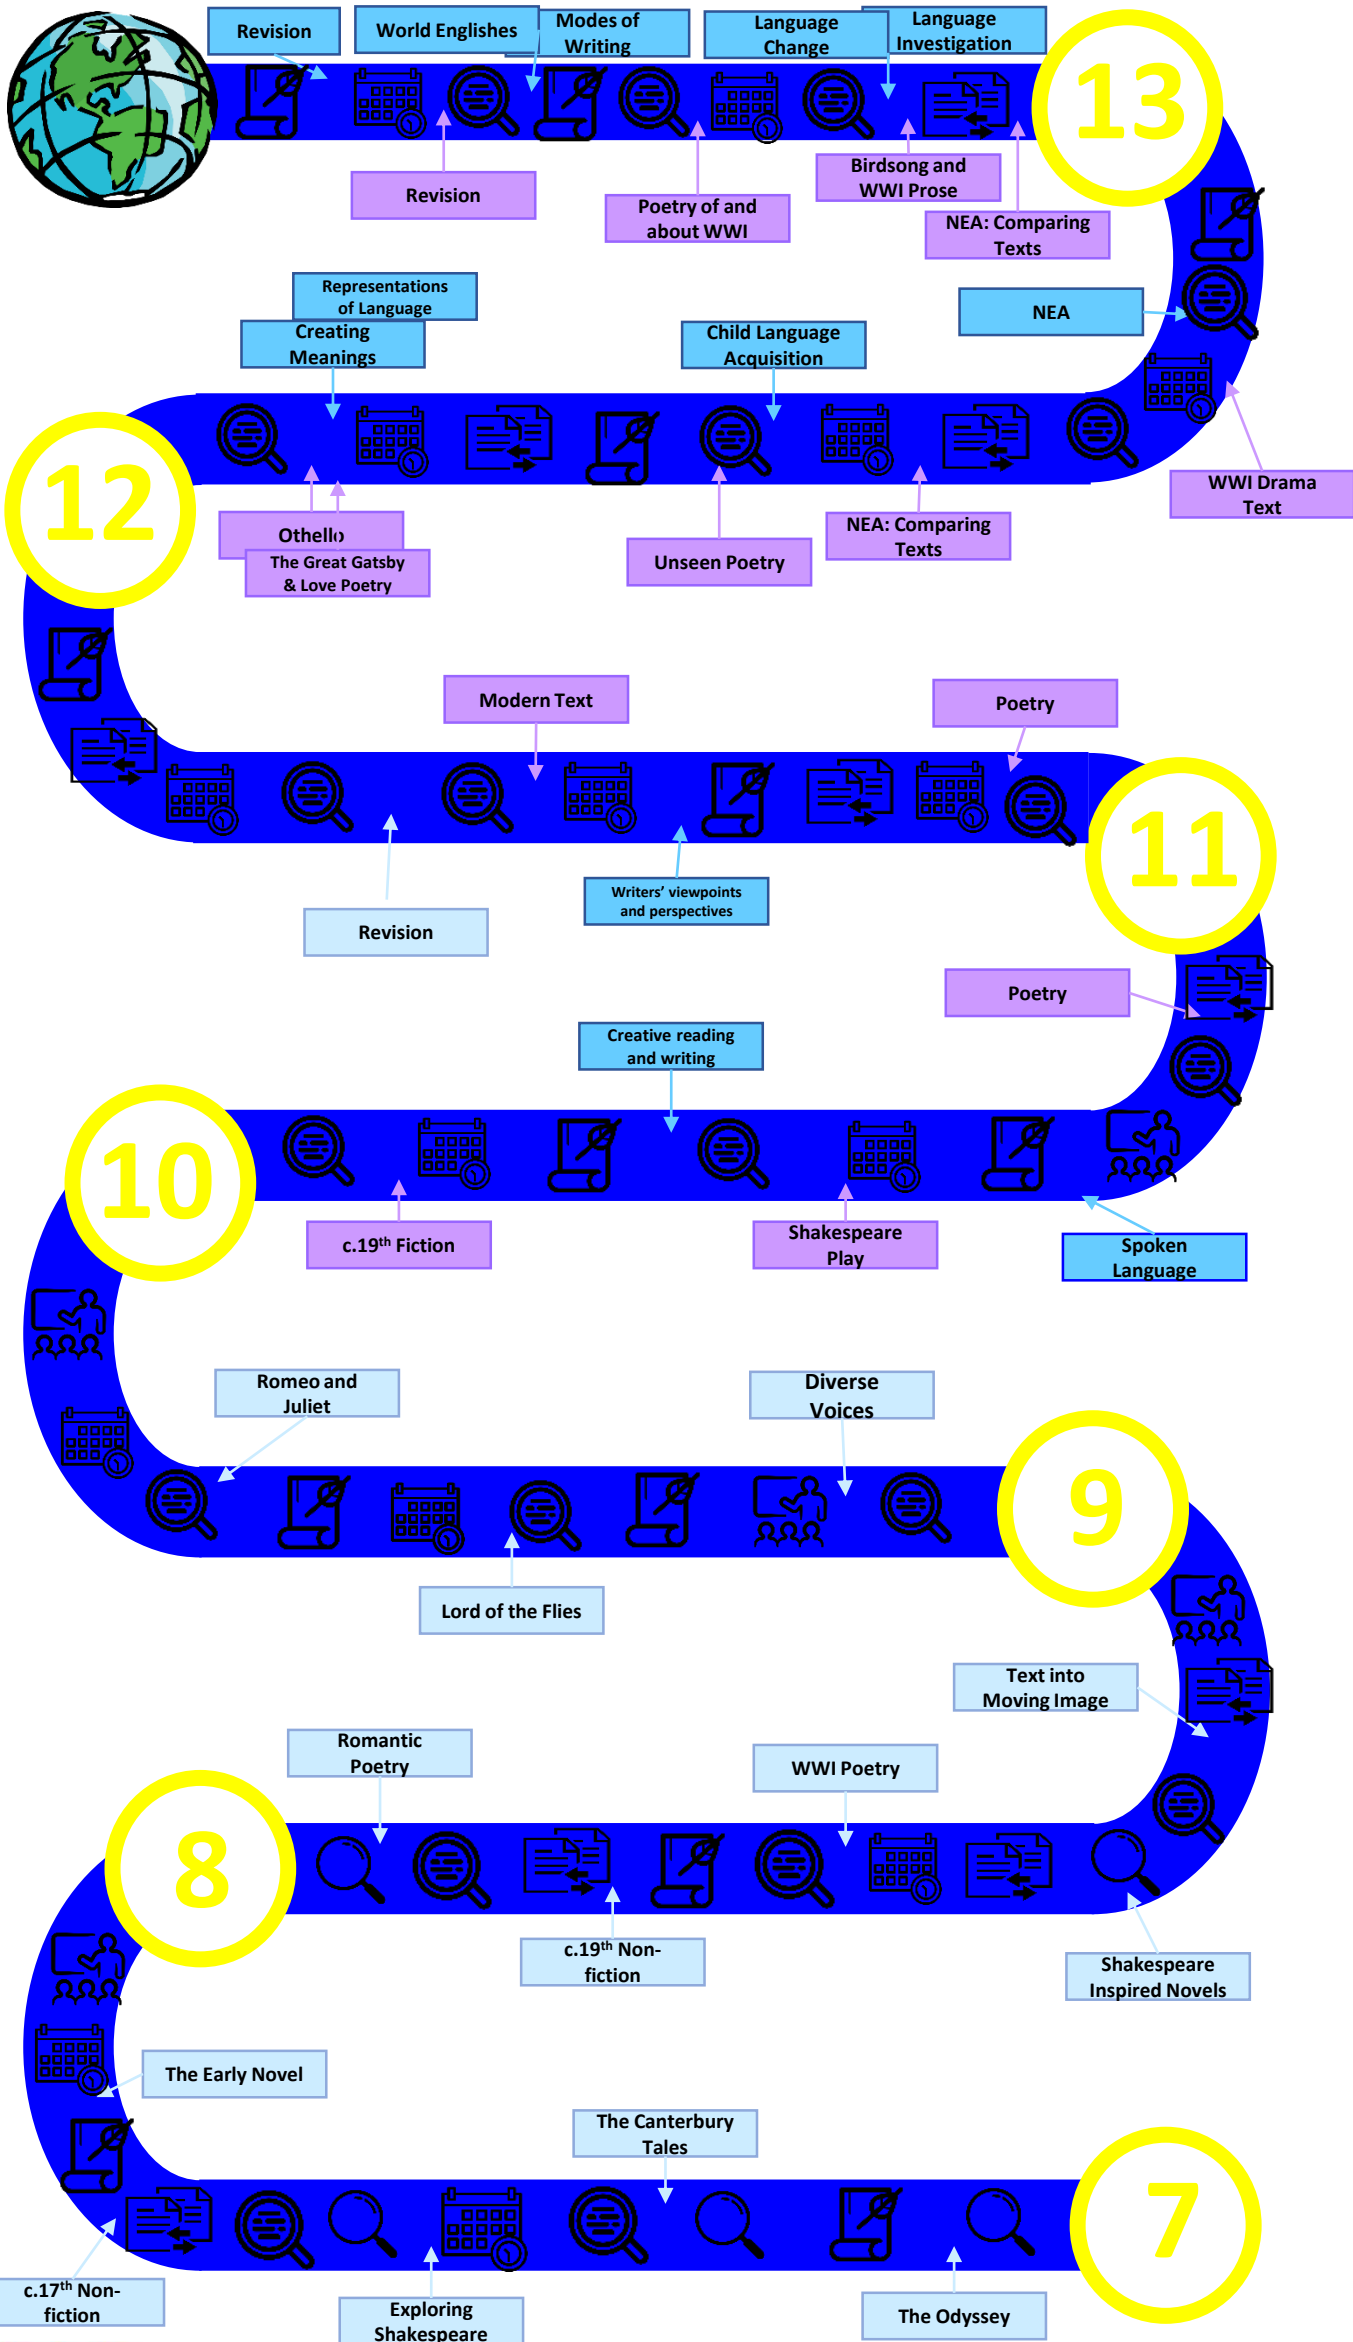 Revision
World Englishes
Modes of
Writing
Language
Change
Language
Investigation
13
Revision
Poetry of and
about WWI
Birdsong and
WWI Prose
NEA: Comparing
Texts
Representations
of Language
Creating
Meanings
Child Language
Acquisition
NEA
12
Othello
The Great Gatsby
& Love Poetry
Unseen Poetry
NEA: Comparing
Texts
WWI Drama
Text
Modern Text
Poetry
11
Revision
Writers’ viewpoints
and perspectives
Poetry
Creative reading
and writing
10
c.19th Fiction
Shakespeare
Play
Spoken
Language
Romeo and
Juliet
Diverse
Voices
9
Lord of the Flies
Text into
Moving Image
Romantic
Poetry
WWI Poetry
8
c.19th Non-
fiction
Shakespeare
Inspired Novels
The Early Novel
The Canterbury
Tales
7
c.17th Non-
fiction
Exploring
Shakespeare
The Odyssey